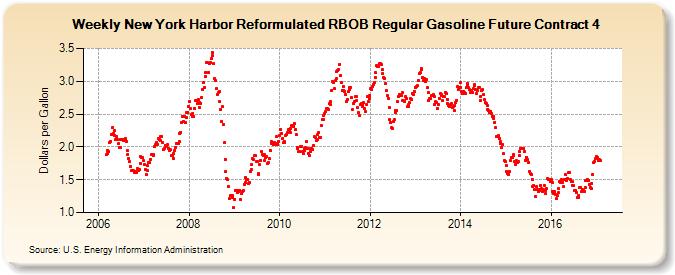 Weekly New York Harbor Reformulated RBOB Regular Gasoline Future Contract 4
Dollars per Gallon
3.5
3.0
2.5
2.0
1.5
1.0
2006 2008 2010 2012 2014 2016
Source: U.S. Energy Information Administration